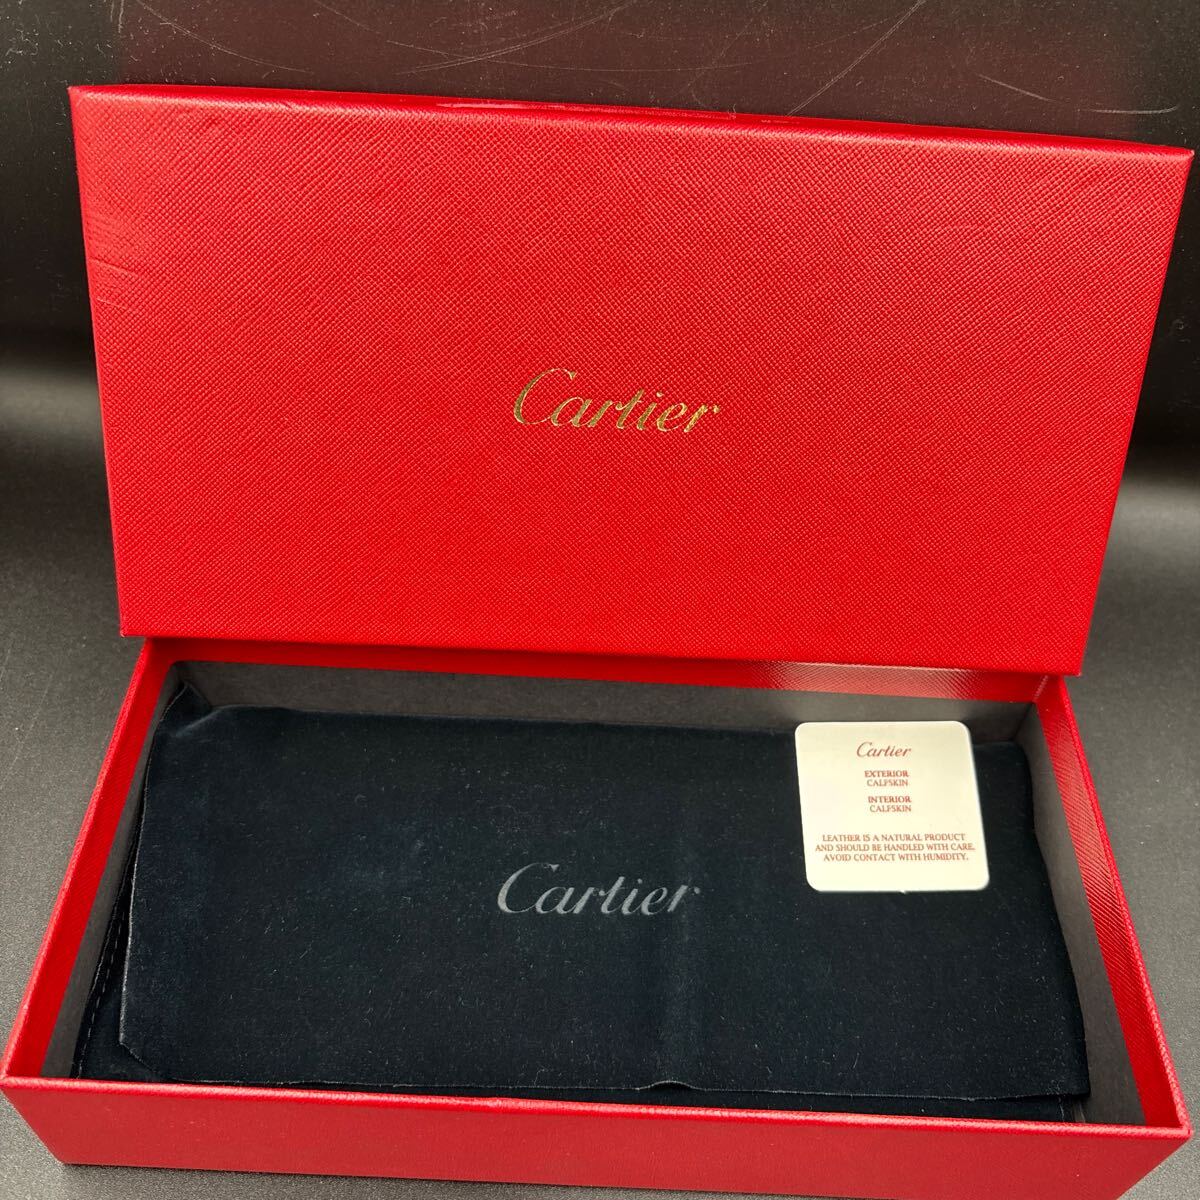 Cartier
Cartier
EXTERIOR
CALFSKIN
INTERIOR
CALFSKIN
LEATHER IS A NATURAL PRODUCT
AND SHOULD BE HANDLED WITH CARE.
AVOID CONTACT WITH HUMIDITY.
Cartier